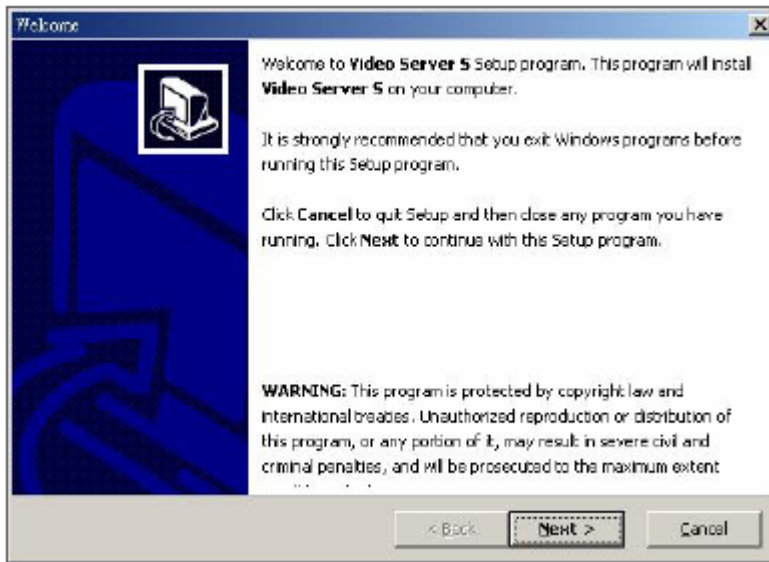 Welcome
Welcome to Video Server S Setup program. This program will install
Video Server S on your computer.
It is strongly recommended that you exit Windows programs before
running this Setup program.
Click Cancel to quit Setup and then close any program you have
running. Click Next to continue with this Setup program.
WARNING: This program is protected by copyright law and
international treaties. Unauthorized reproduction or distribution of
this program, or any portion of it, may result in severe civil and
criminal penalties, and will be prosecuted to the maximum extent
< Back
Next >
Cancel